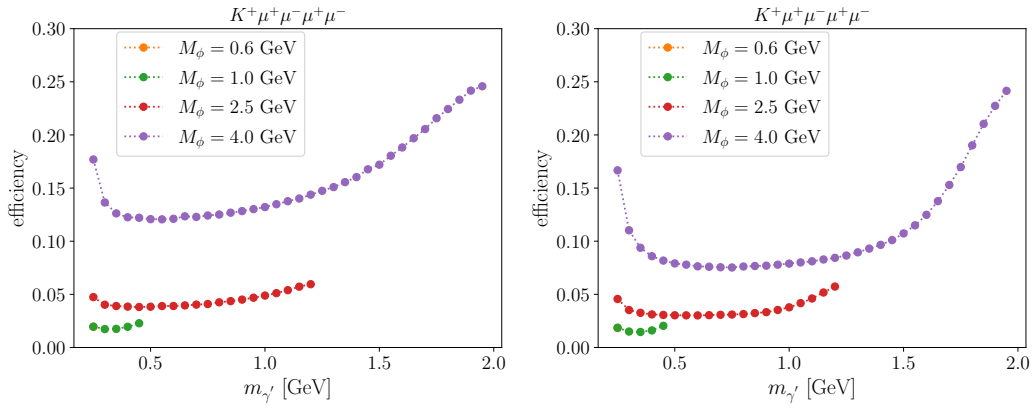 K⁺μ⁺μ⁻μ⁺μ⁻
0.30
0.25
0.20
0.15
0.10
0.05
0.00
efficiency
M_ϕ = 0.6 GeV
M_ϕ = 1.0 GeV
M_ϕ = 2.5 GeV
M_ϕ = 4.0 GeV
0.5 1.0 1.5 2.0
m_γ′ [GeV]
K⁺μ⁺μ⁻μ⁺μ⁻
0.30
0.25
0.20
0.15
0.10
0.05
0.00
efficiency
M_ϕ = 0.6 GeV
M_ϕ = 1.0 GeV
M_ϕ = 2.5 GeV
M_ϕ = 4.0 GeV
0.5 1.0 1.5 2.0
m_γ′ [GeV]